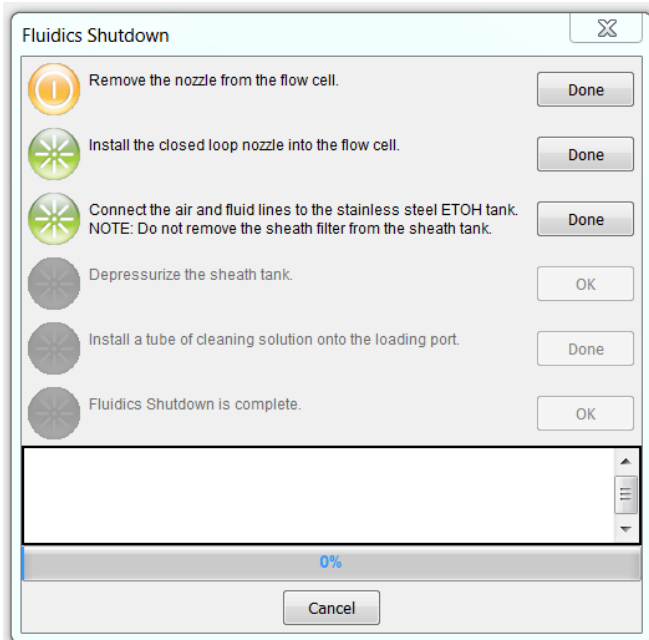 Fluidics Shutdown
Remove the nozzle from the flow cell.
Done
Install the closed loop nozzle into the flow cell.
Done
Connect the air and fluid lines to the stainless steel ETOH tank.
NOTE: Do not remove the sheath filter from the sheath tank.
Done
Depressurize the sheath tank.
OK
Install a tube of cleaning solution onto the loading port.
Done
Fluidics Shutdown is complete.
OK
0%
Cancel